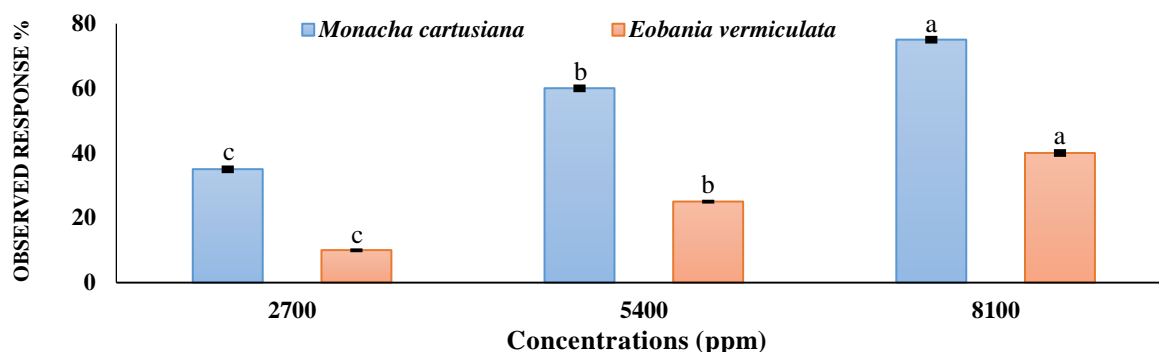 OBSERVED RESPONSE %
80
60
40
20
0
Monacha cartusiana
Eobania vermiculata
c
c
b
b
a
a
2700
5400
8100
Concentrations (ppm)